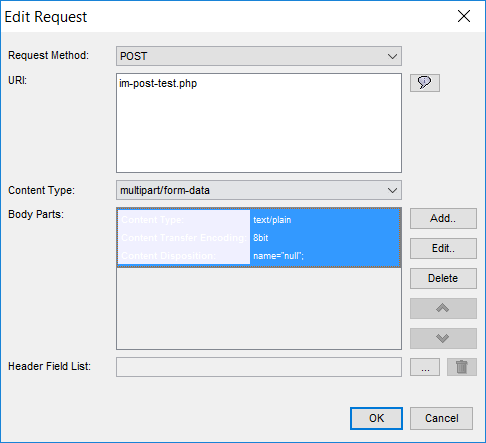 Edit Request
Request Method: POST
URI: im-post-test.php
Content Type: multipart/form-data
Body Parts:
Content Type: text/plain
Content Transfer Encoding: 8bit
Content Disposition: name="null";
Add..
Edit..
Delete
Header Field List:
...
OK Cancel